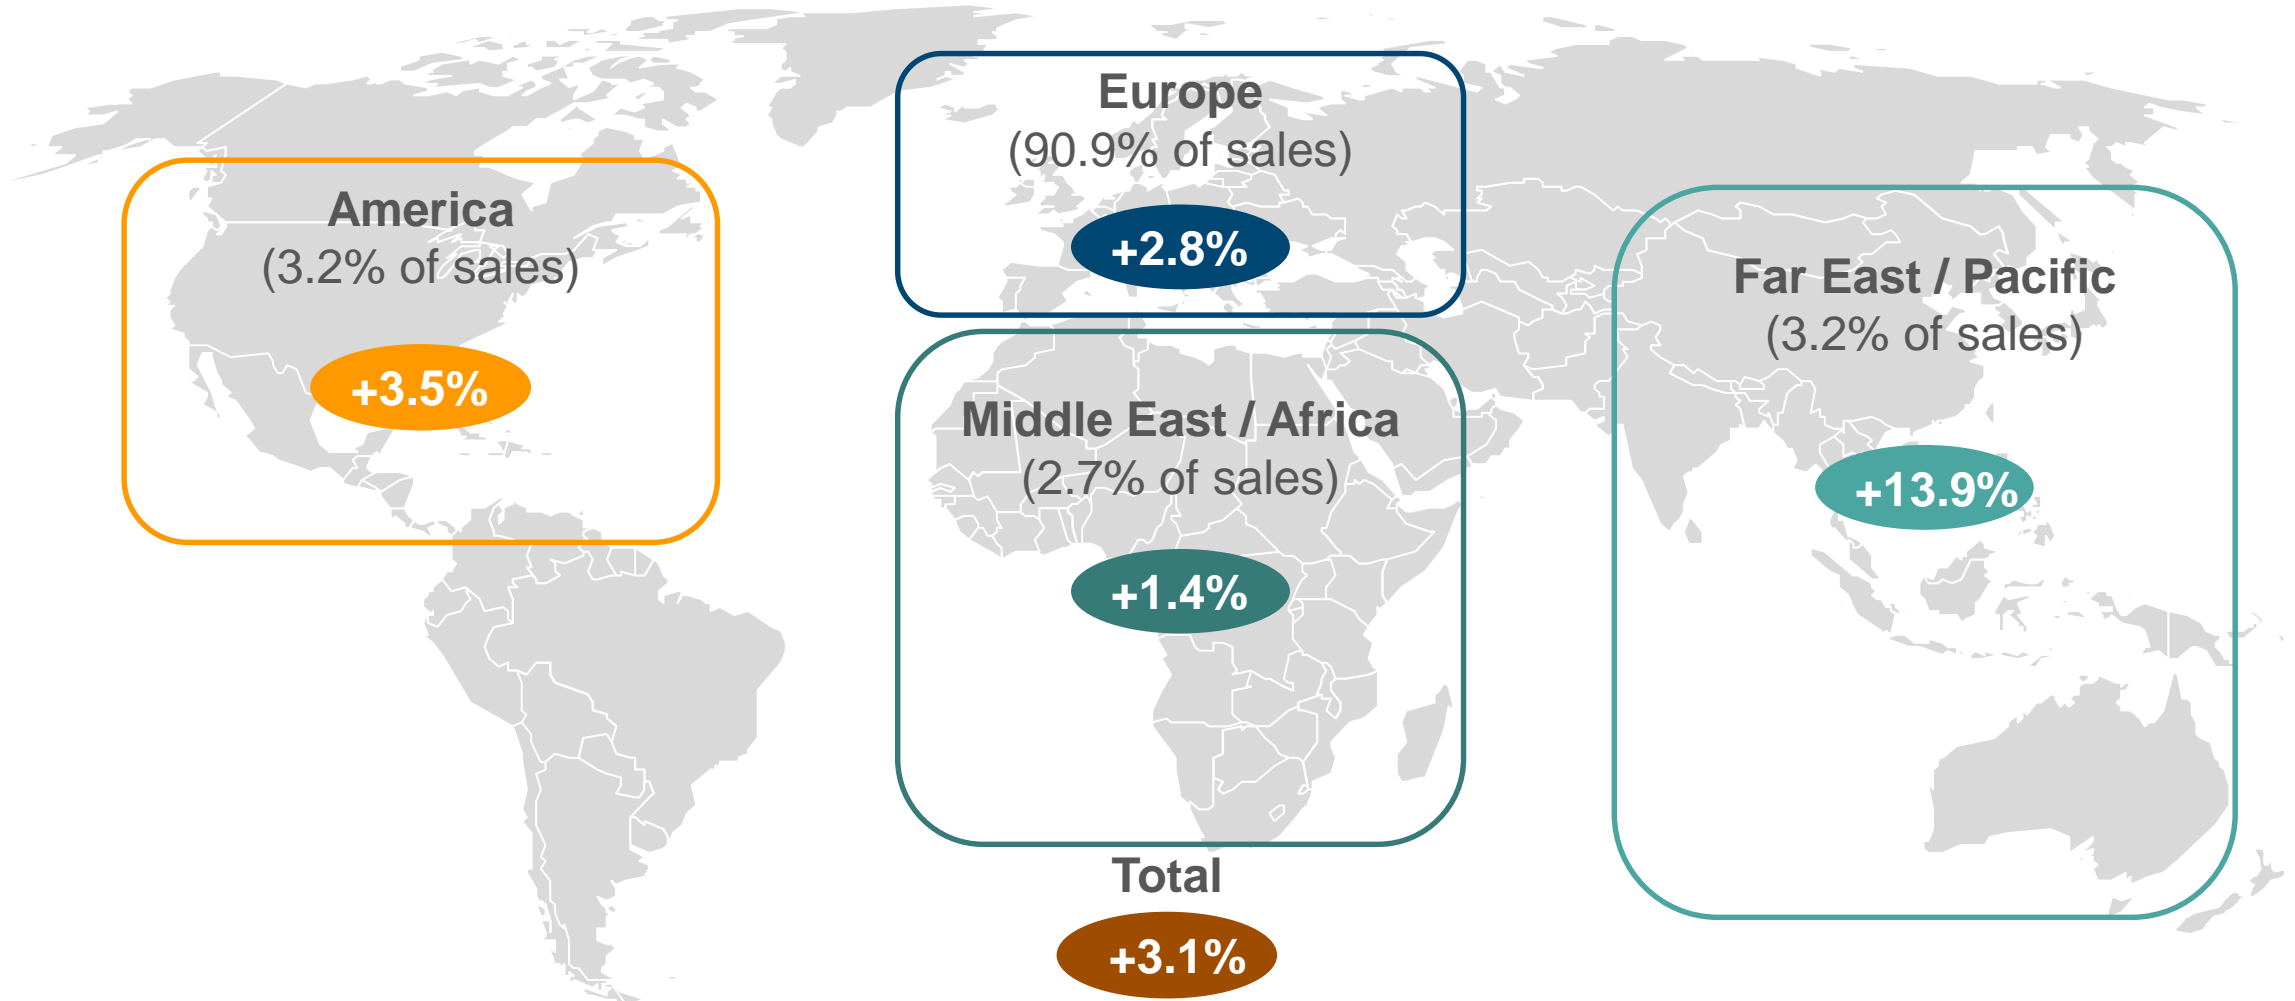 America
(3.2% of sales)
+3.5%
Europe
(90.9% of sales)
+2.8%
Middle East / Africa
(2.7% of sales)
+1.4%
Far East / Pacific
(3.2% of sales)
+13.9%
Total
+3.1%